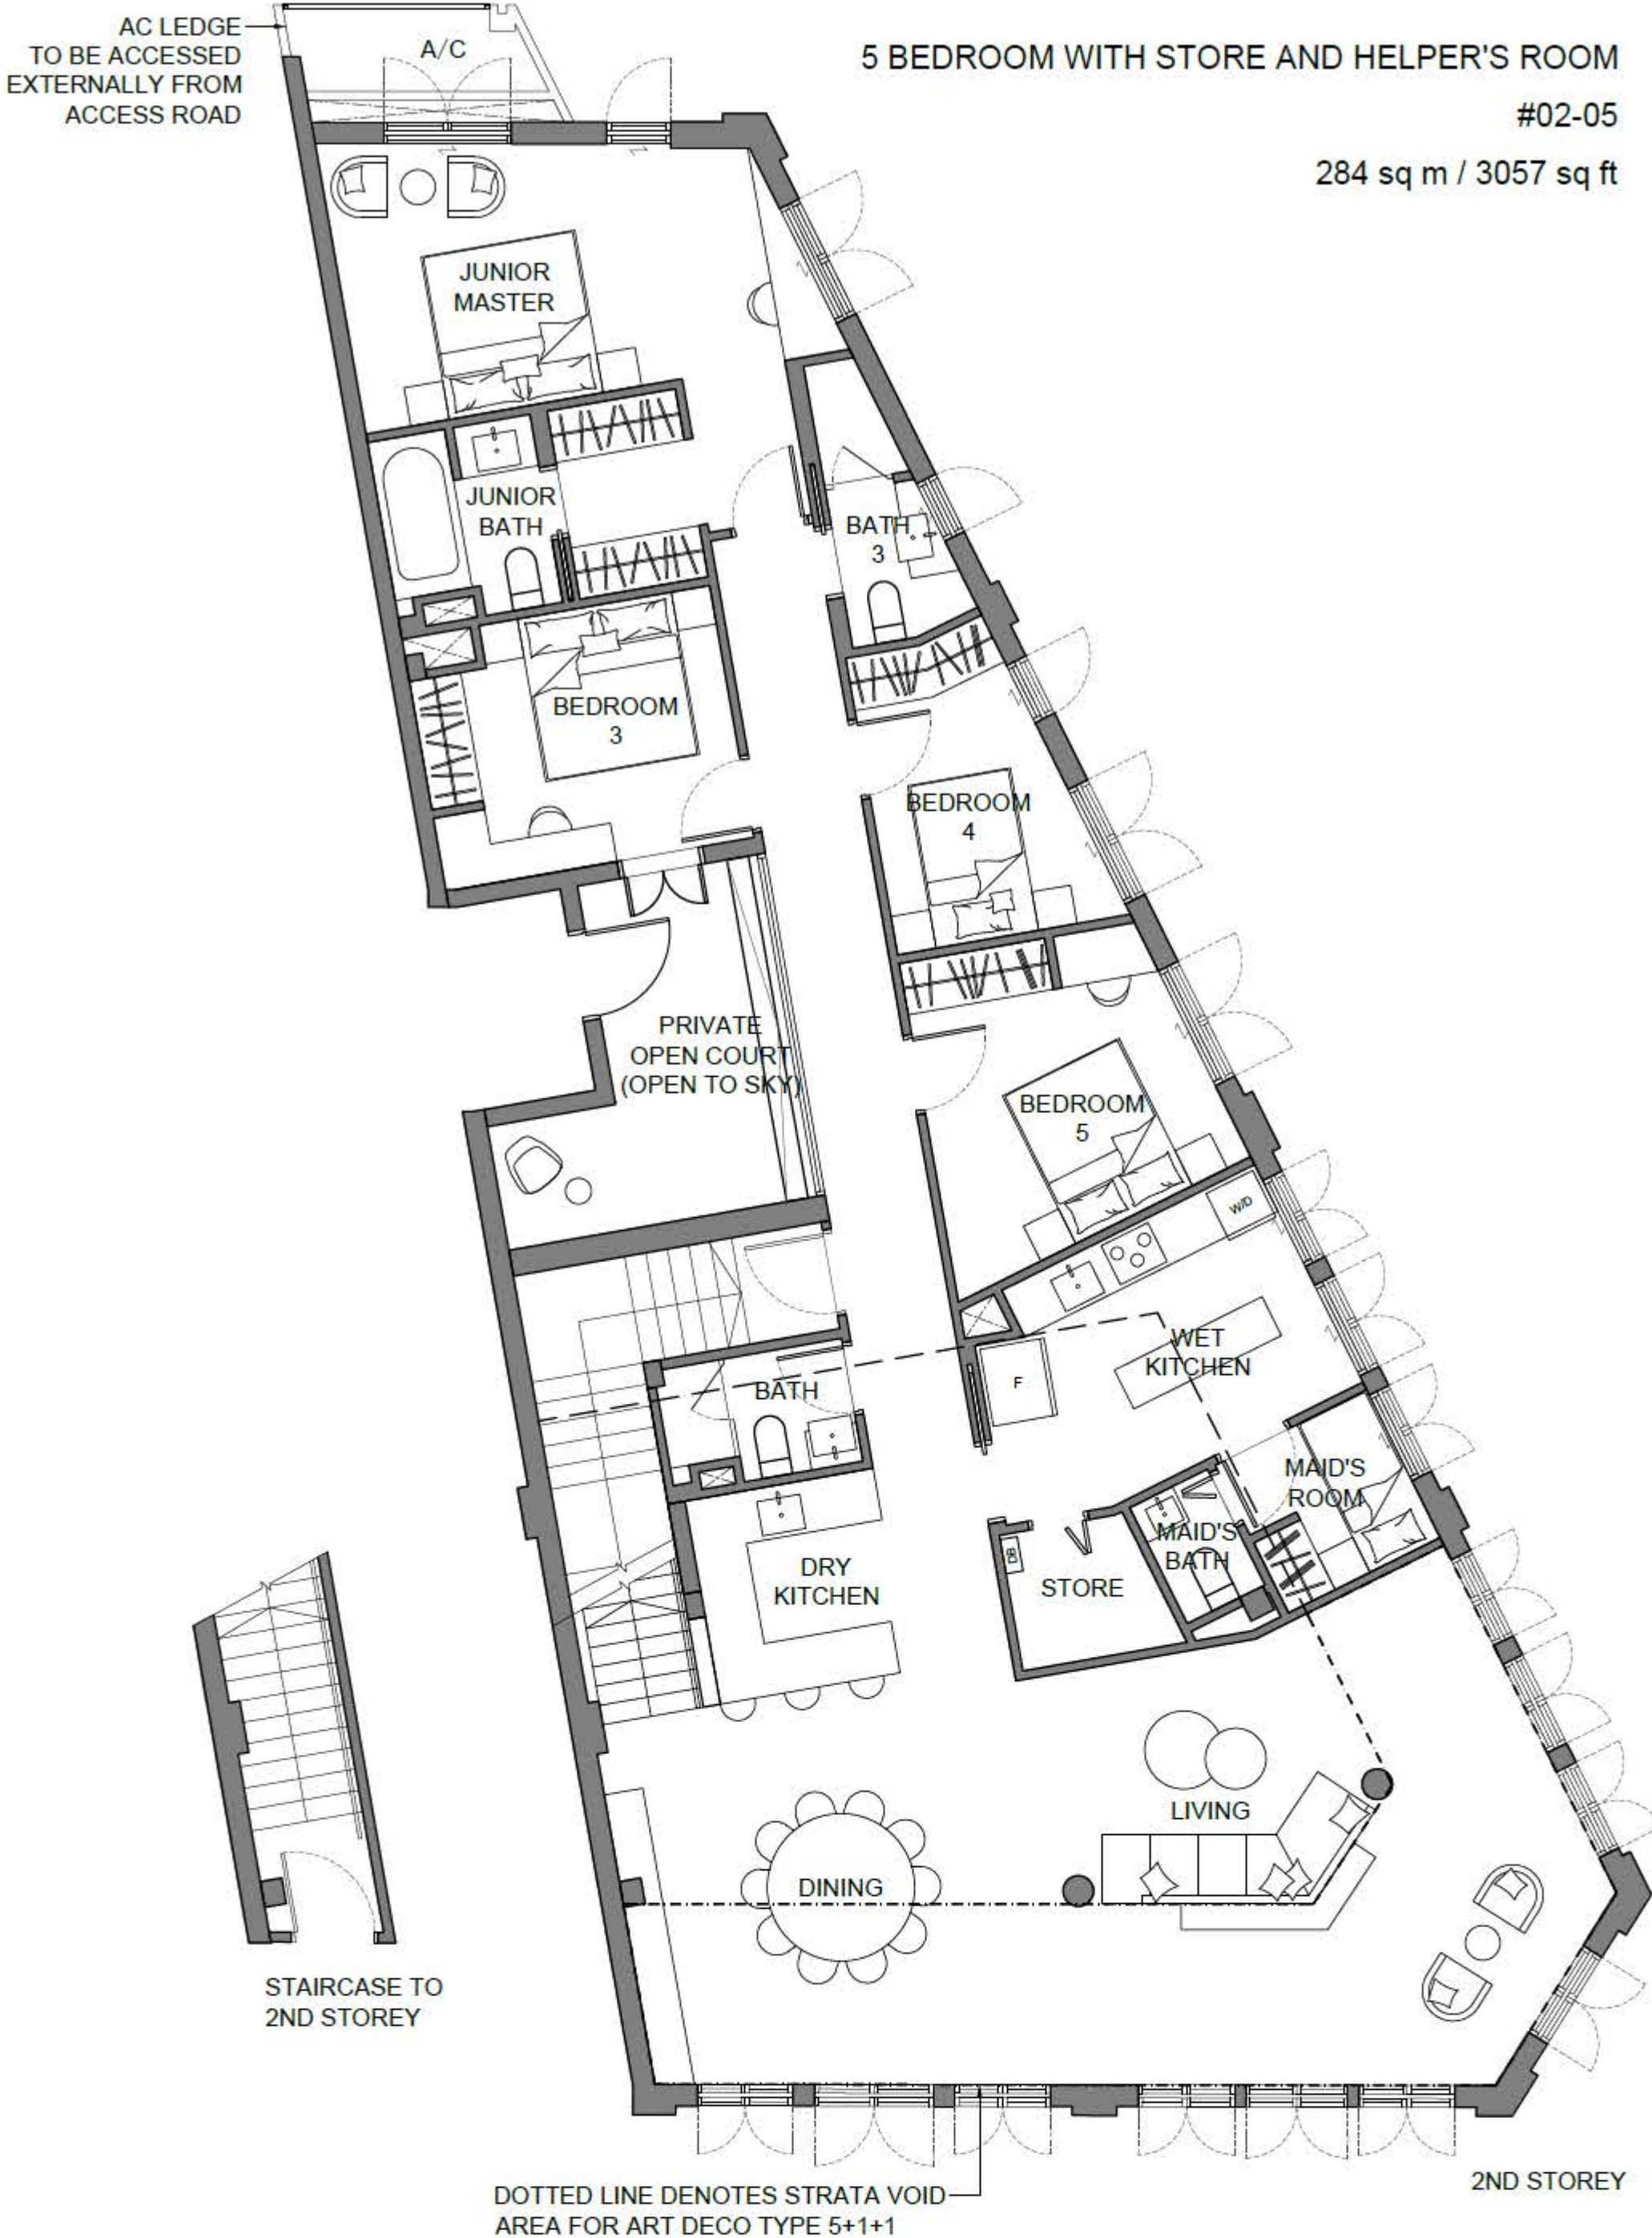 AC LEDGE
TO BE ACCESSED
EXTERNALLY FROM
ACCESS ROAD
A/C
5 BEDROOM WITH STORE AND HELPER'S ROOM
#02-05
284 sq m / 3057 sq ft
JUNIOR
MASTER
JUNIOR
BATH
BATH
3
BEDROOM
3
BEDROOM
4
PRIVATE
OPEN COURT
(OPEN TO SKY)
BEDROOM
5
W/D
WET
KITCHEN
F
BATH
MAID'S
ROOM
MAID'S
BATH
DB
STORE
DRY
KITCHEN
LIVING
DINING
STAIRCASE TO
2ND STOREY
DOTTED LINE DENOTES STRATA VOID
AREA FOR ART DECO TYPE 5+1+1
2ND STOREY